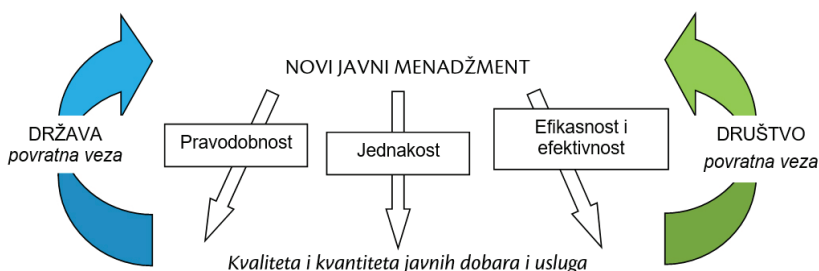 NOVI JAVNI MENADŽMENT
DRŽAVA
povratna veza
Pravodobnost
Jednakost
Efikasnost i
efektivnost
DRUŠTVO
povratna veza
Kvaliteta i kvantiteta javnih dobara i usluga